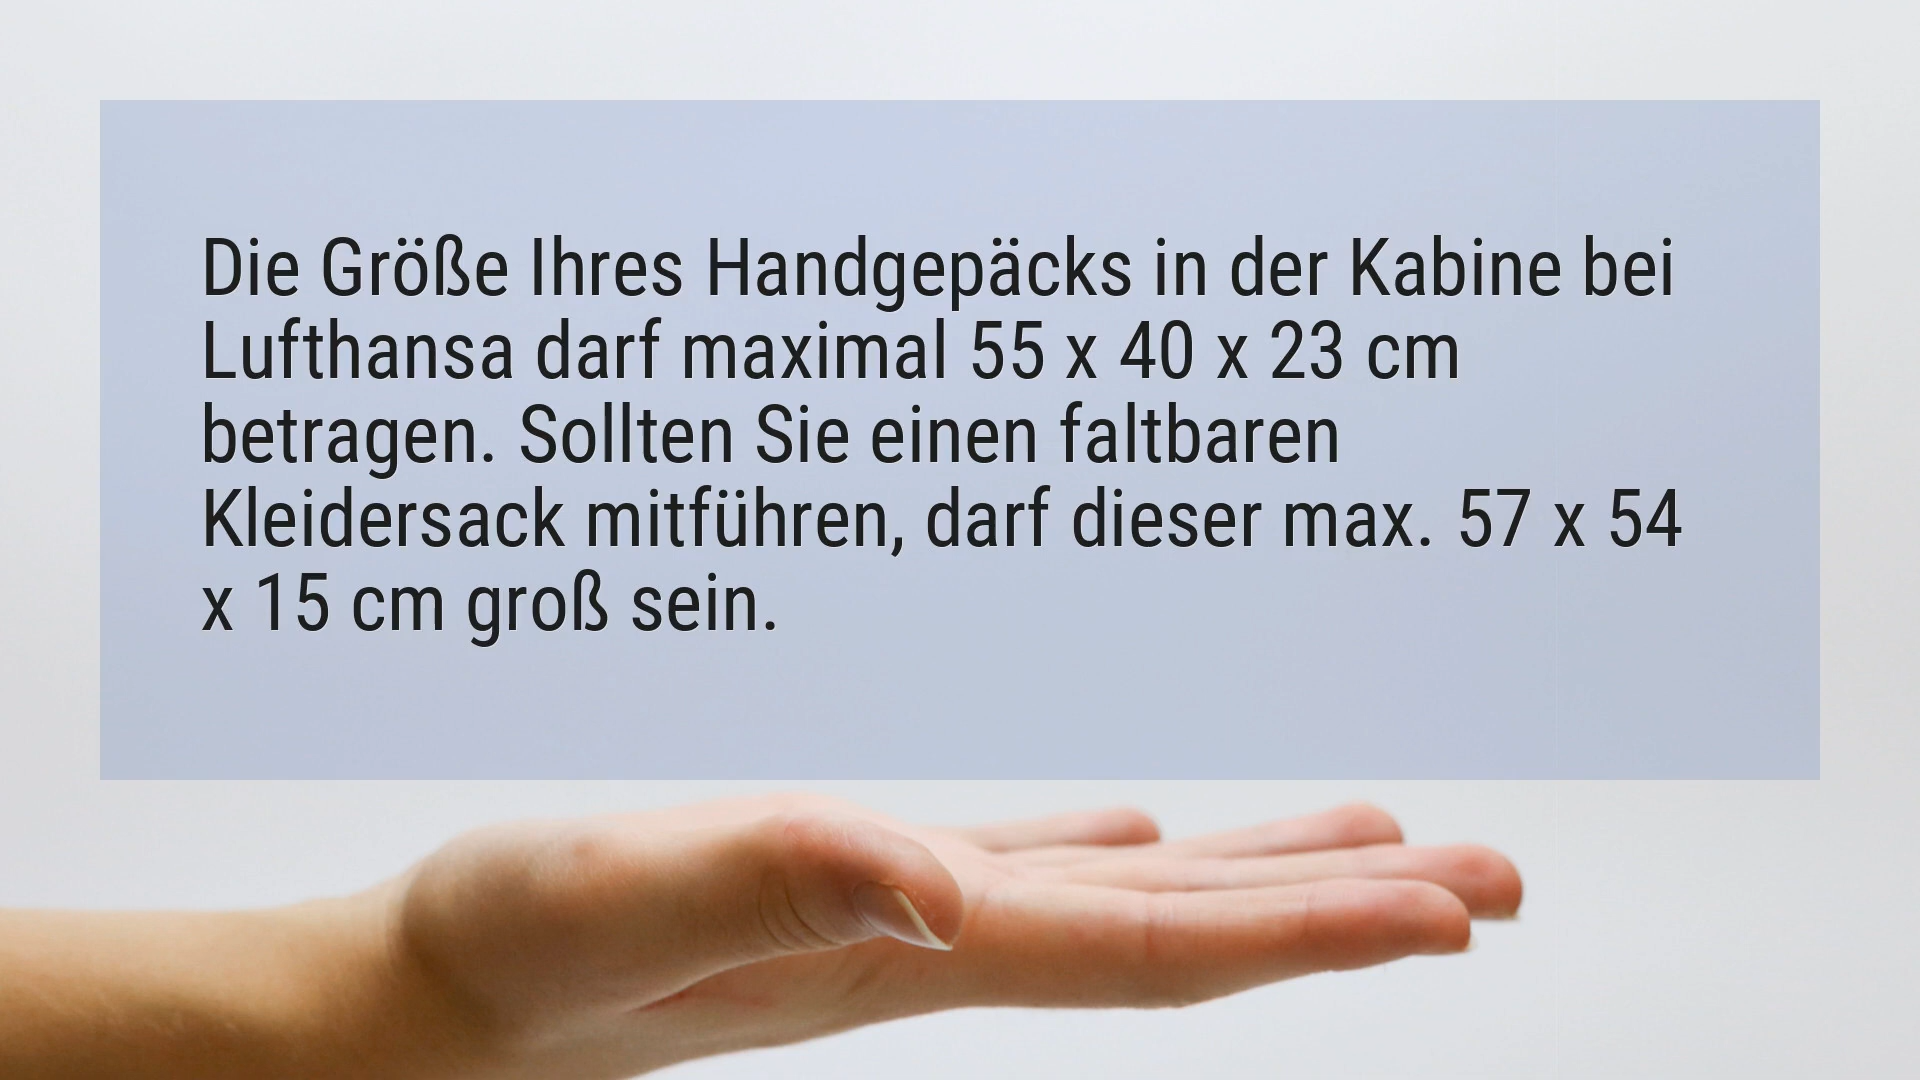 Die Größe Ihres Handgepäcks in der Kabine bei
Lufthansa darf maximal 55 x 40 x 23 cm
betragen. Sollten Sie einen faltbaren
Kleidersack mitführen, darf dieser max. 57 x 54
x 15 cm groß sein.